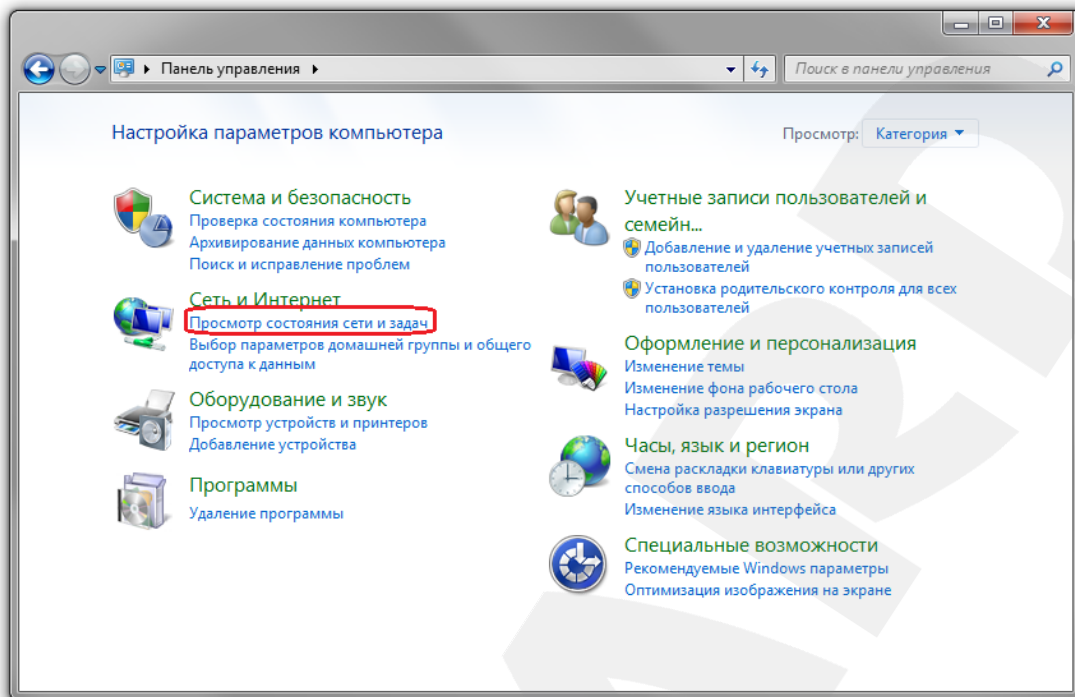 Панель управления
Поиск в панели управления
Настройка параметров компьютера
Просмотр: Категория
Система и безопасность
Проверка состояния компьютера
Архивирование данных компьютера
Поиск и исправление проблем
Сеть и Интернет
Просмотр состояния сети и задач
Выбор параметров домашней группы и общего
доступа к данным
Оборудование и звук
Просмотр устройств и принтеров
Добавление устройства
Программы
Удаление программы
Учетные записи пользователей и
семейн...
Добавление и удаление учетных записей
пользователей
Установка родительского контроля для всех
пользователей
Оформление и персонализация
Изменение темы
Изменение фона рабочего стола
Настройка разрешения экрана
Часы, язык и регион
Смена раскладки клавиатуры или других
способов ввода
Изменение языка интерфейса
Специальные возможности
Рекомендуемые Windows параметры
Оптимизация изображения на экране